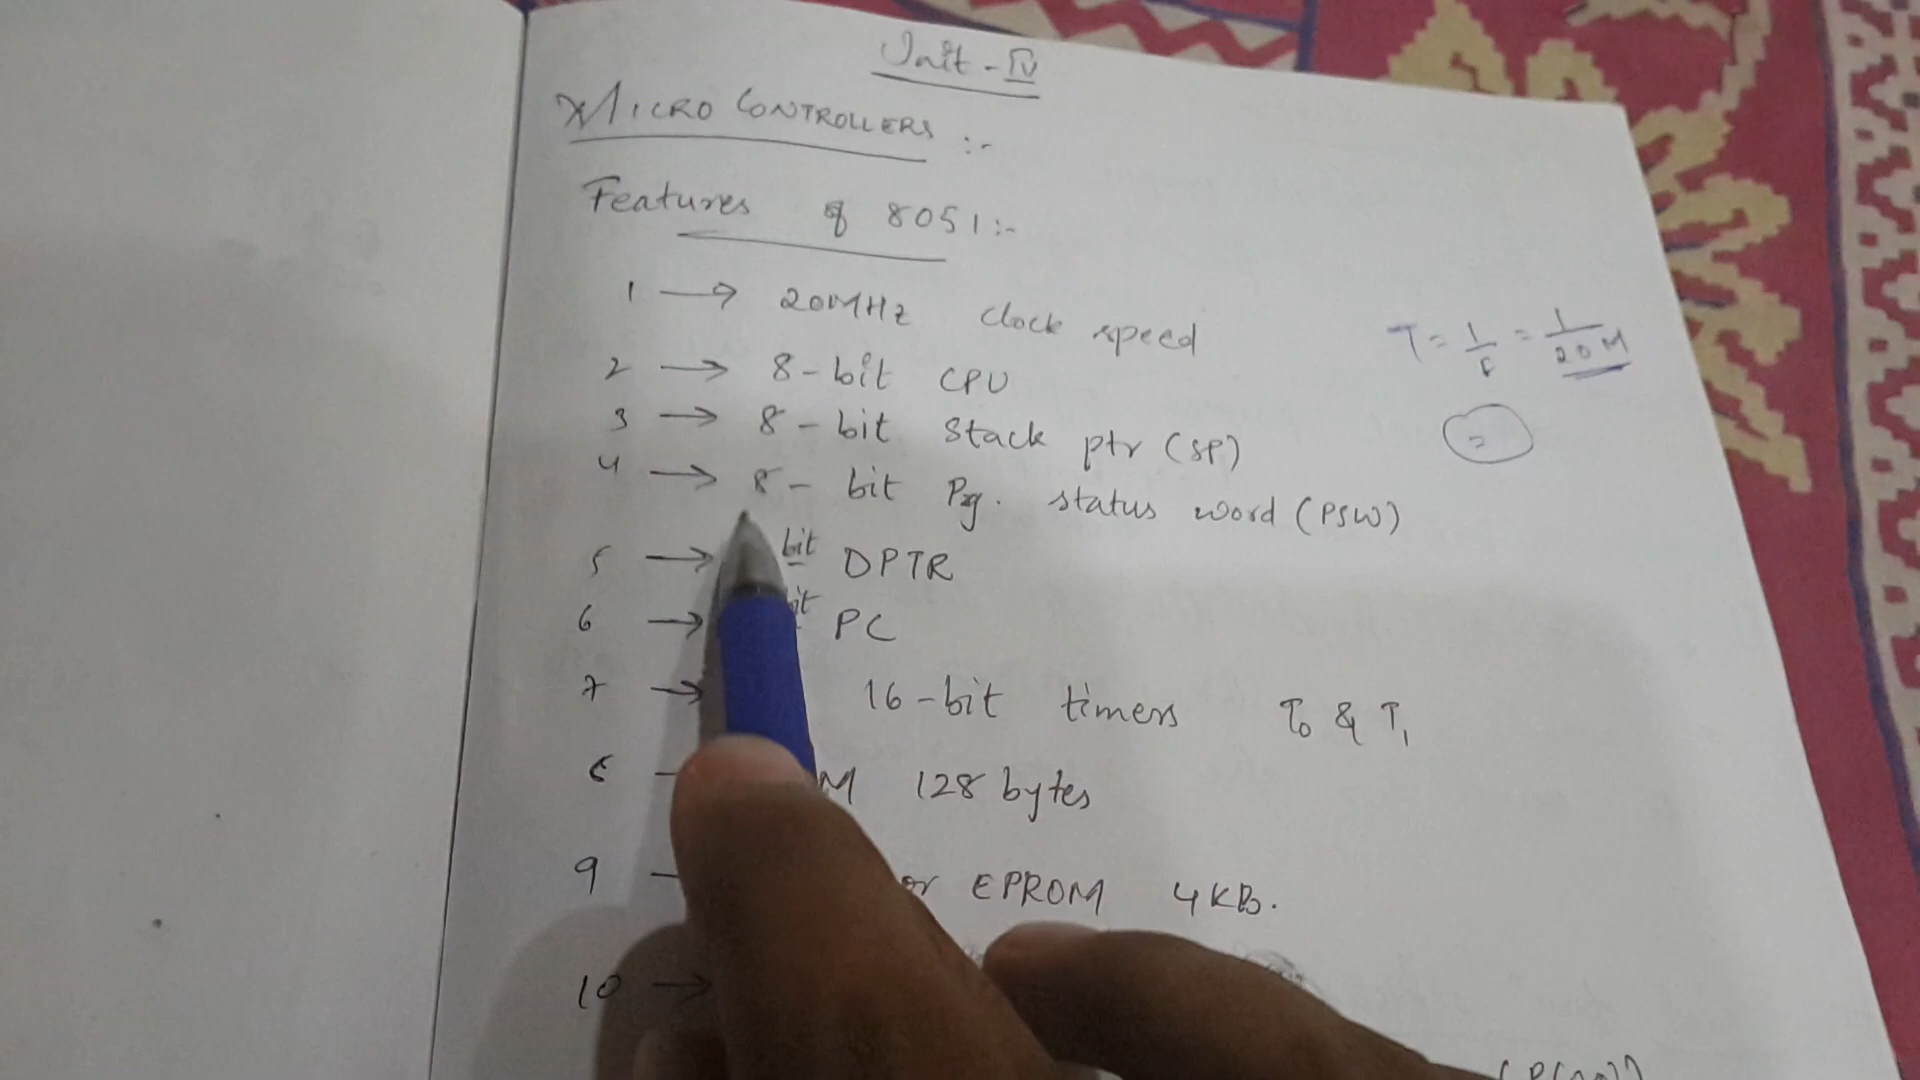 Unit - IV
MICRO CONTROLLERS :-
Features of 8051:-
1 → 20MHz clock speed
T = 1/f = 1/20M
=
2 → 8-bit CPU
3 → 8-bit Stack ptr (SP)
4 → 8-bit Prg. status word (PSW)
5 → bit DPTR
6 → PC
7 → 16-bit timers T0 & T1
8 128 bytes
9 or EPROM 4KB.
10 →